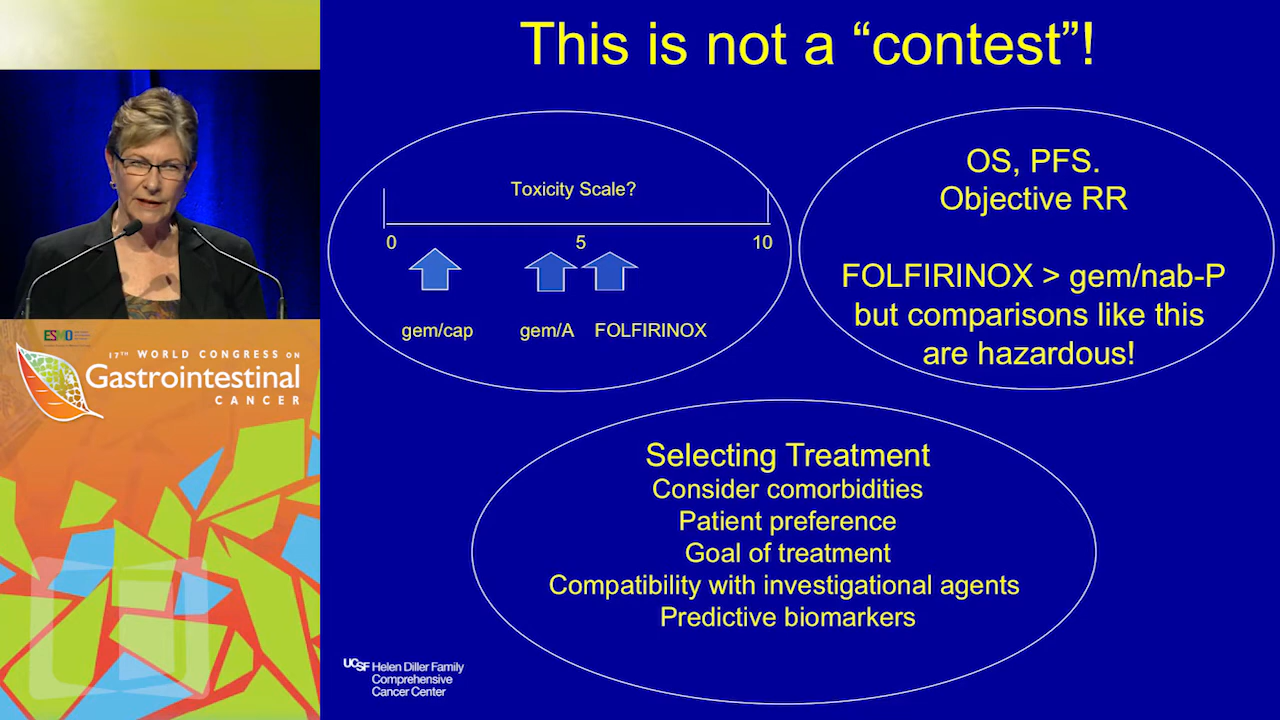 This is not a “contest”!
Toxicity Scale?
0 5 10
gem/cap gem/A FOLFIRINOX
OS, PFS.
Objective RR
FOLFIRINOX > gem/nab-P
but comparisons like this
are hazardous!
Selecting Treatment
Consider comorbidities
Patient preference
Goal of treatment
Compatibility with investigational agents
Predictive biomarkers
UCSF Helen Diller Family
Comprehensive
Cancer Center
ESMO
17TH WORLD CONGRESS ON
Gastrointestinal
CANCER